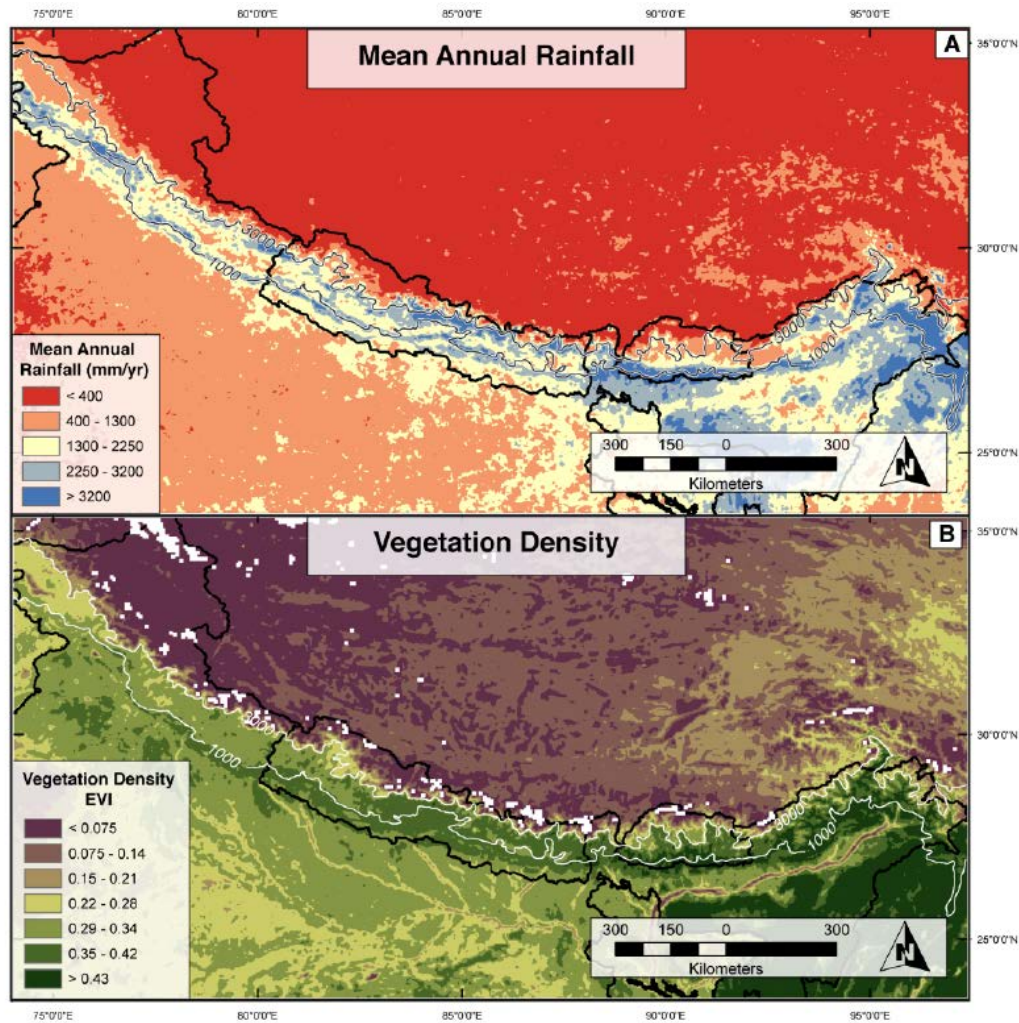 75°0'0"E 80°0'0"E 85°0'0"E 90°0'0"E 95°0'0"E
Mean Annual Rainfall
A
35°0'0"N
30°0'0"N
25°0'0"N
3000
1000
3000
1000
Mean Annual
Rainfall (mm/yr)
< 400
400 - 1300
1300 - 2250
2250 - 3200
> 3200
300 150 0 300
Kilometers
N
Vegetation Density
B
35°0'0"N
30°0'0"N
25°0'0"N
3000
1000
3000
1000
Vegetation Density
EVI
< 0.075
0.075 - 0.14
0.15 - 0.21
0.22 - 0.28
0.29 - 0.34
0.35 - 0.42
> 0.43
300 150 0 300
Kilometers
N
75°0'0"E 80°0'0"E 85°0'0"E 90°0'0"E 95°0'0"E